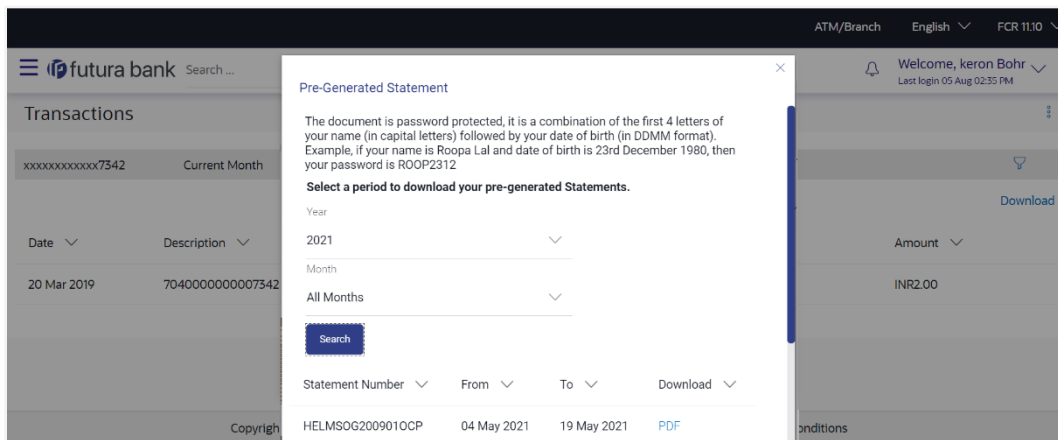 ATM/Branch English FCR 11.10
futura bank Search ... Welcome, keron Bohr
Last login 05 Aug 02:35 PM
Pre-Generated Statement
Transactions
The document is password protected, it is a combination of the first 4 letters of
your name (in capital letters) followed by your date of birth (in DDMM format).
Example, if your name is Roopa Lal and date of birth is 23rd December 1980, then
your password is ROOP2312
xxxxxxxxxxxx7342 Current Month
Select a period to download your pre-generated Statements.
Download
Year
2021
Date Description Amount
Month
20 Mar 2019 7040000000007342 INR2.00
All Months
Search
Statement Number From To Download
HELMSOG200901OCP 04 May 2021 19 May 2021 PDF
Copyrigh onditions